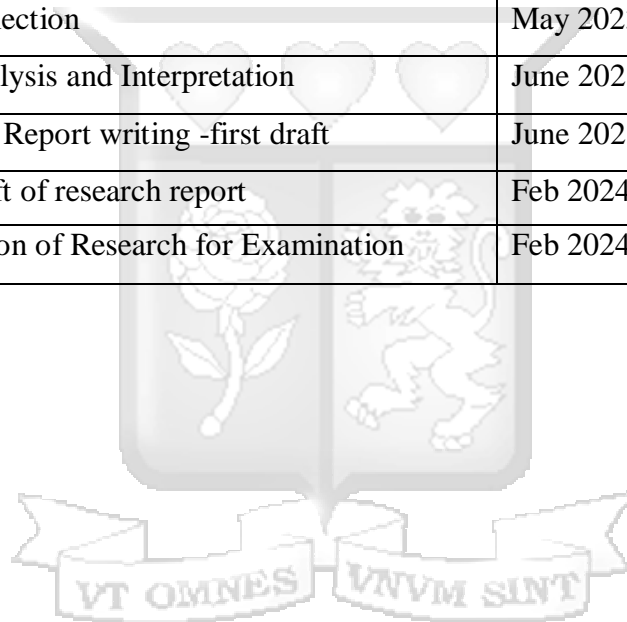 ection May 202
lysis and Interpretation June 202
Report writing -first draft June 202
ft of research report Feb 2024
on of Research for Examination Feb 2024
VT OMNES VNVM SINT